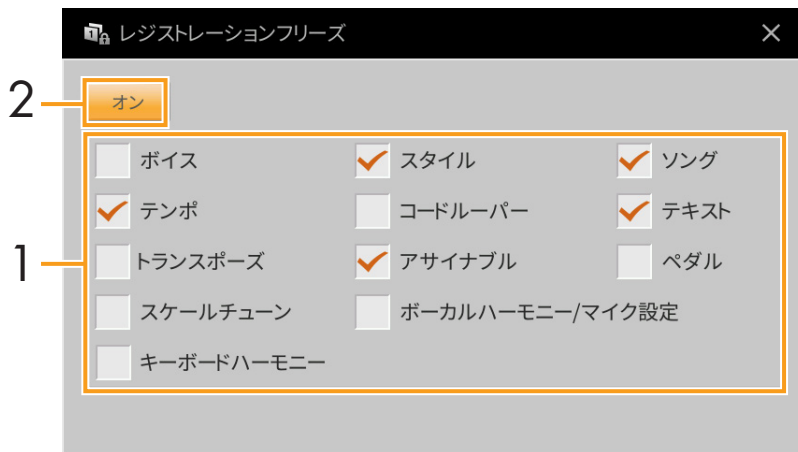 レジストレーションフリーズ
2
オン
ボイス スタイル ソング
テンポ コードルーパー テキスト
1
トランスポーズ アサイナブル ペダル
スケールチューン ボーカルハーモニー/マイク設定
キーボードハーモニー